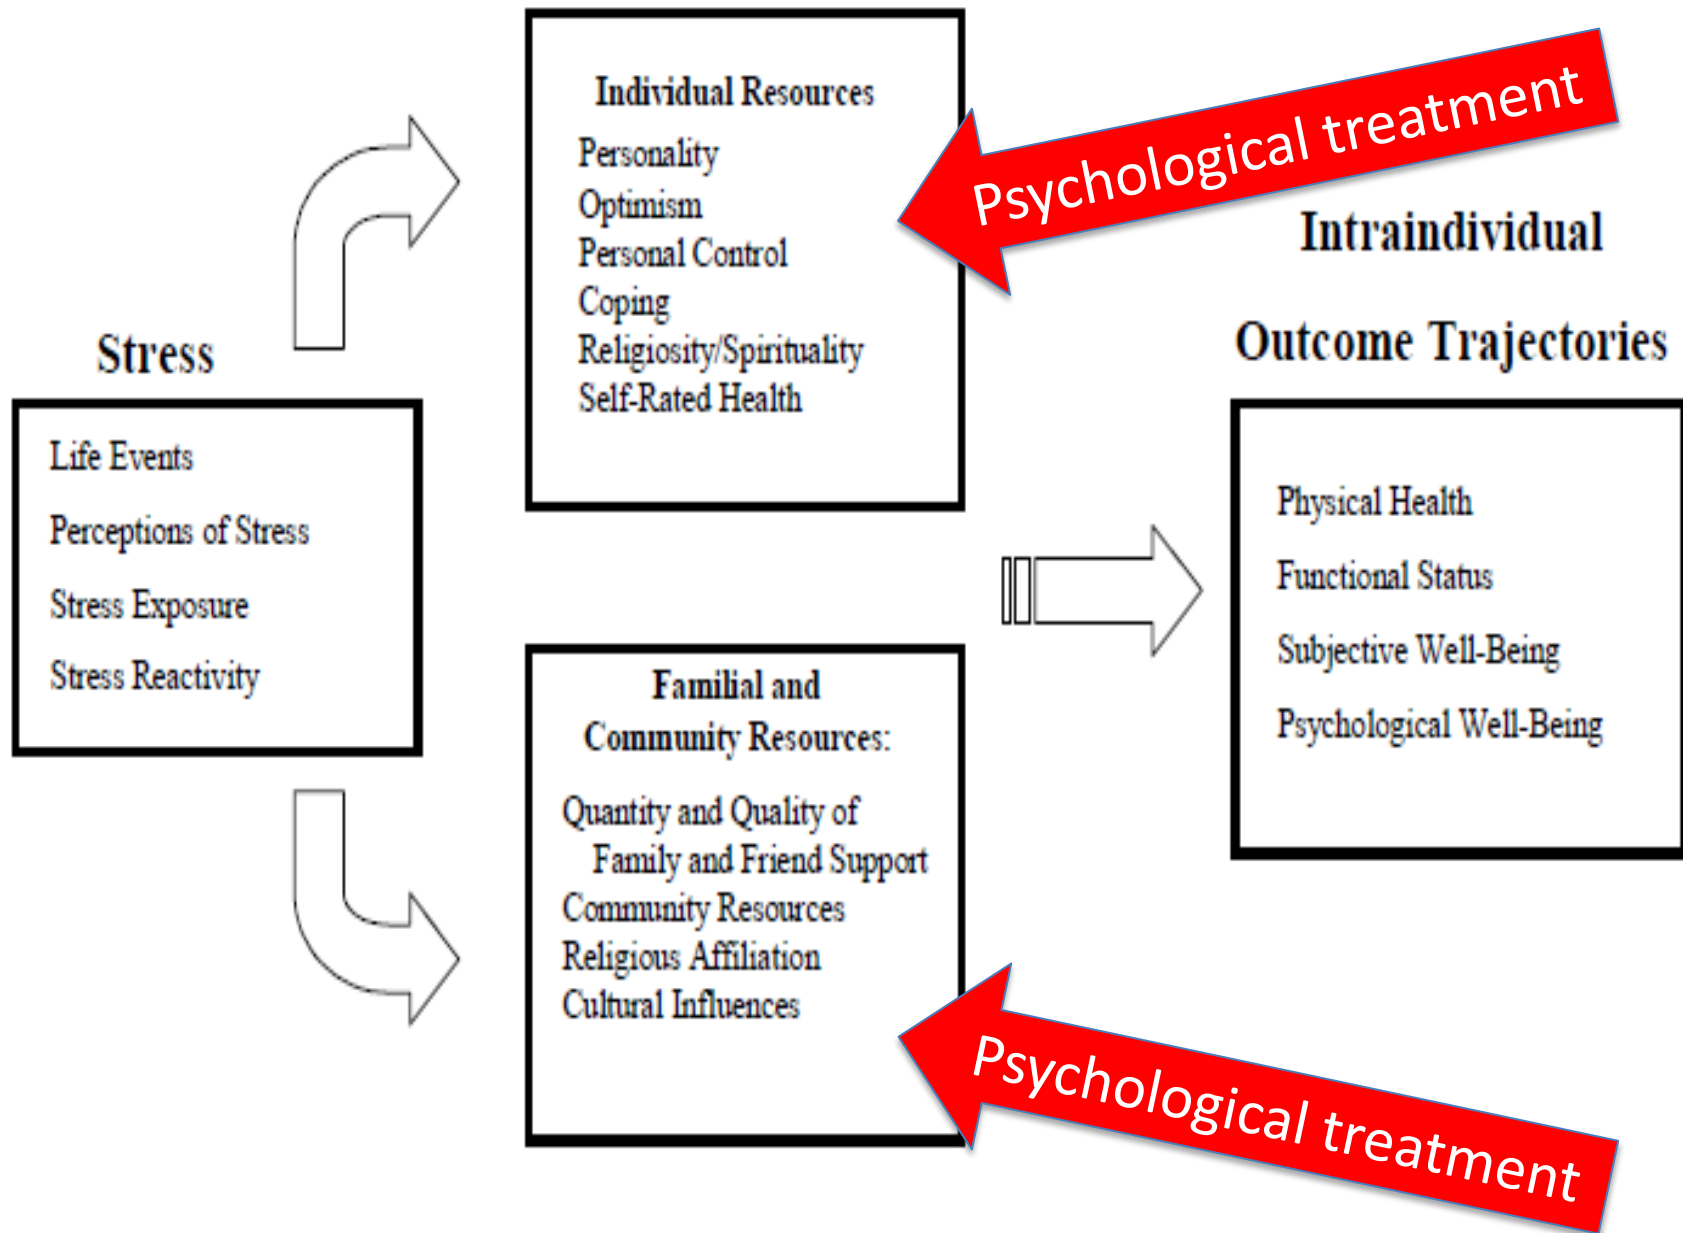 Stress
Life Events
Perceptions of Stress
Stress Exposure
Stress Reactivity
Individual Resources
Personality
Optimism
Personal Control
Coping
Religiosity/Spirituality
Self-Rated Health
Psychological treatment
Familial and
Community Resources:
Quantity and Quality of
Family and Friend Support
Community Resources
Religious Affiliation
Cultural Influences
Psychological treatment
Intraindividual
Outcome Trajectories
Physical Health
Functional Status
Subjective Well-Being
Psychological Well-Being